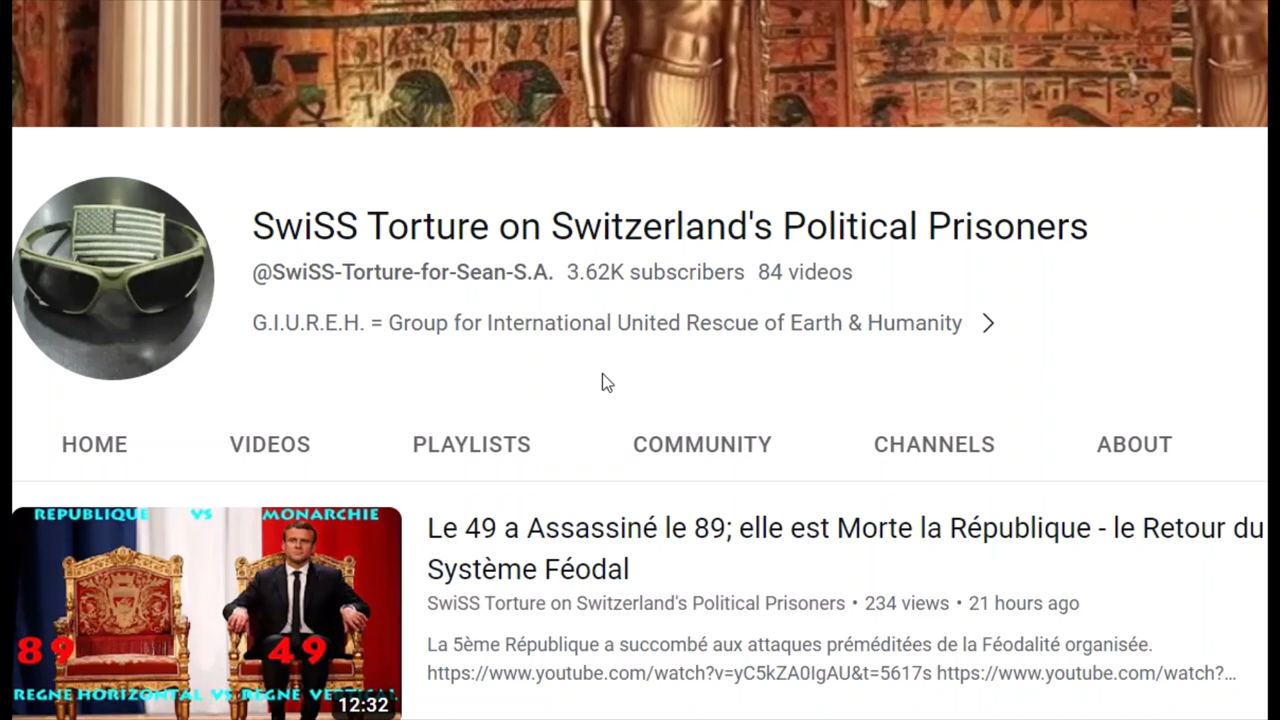 SwiSS Torture on Switzerland's Political Prisoners
@SwiSS-Torture-for-Sean-S.A. 3.62K subscribers 84 videos
G.I.U.R.E.H. = Group for International United Rescue of Earth & Humanity
HOME VIDEOS PLAYLISTS COMMUNITY CHANNELS ABOUT
REPUBLIQUE VS MONARCHIE
89 49
REGNE HORIZONTAL VS REGNE VERTICAL
12:32
Le 49 a Assassiné le 89; elle est Morte la République - le Retour du
Système Féodal
SwiSS Torture on Switzerland's Political Prisoners • 234 views • 21 hours ago
La 5ème République a succombé aux attaques préméditées de la Féodalité organisée.
https://www.youtube.com/watch?v=yC5kZA0IgAU&t=5617s https://www.youtube.com/watch?...